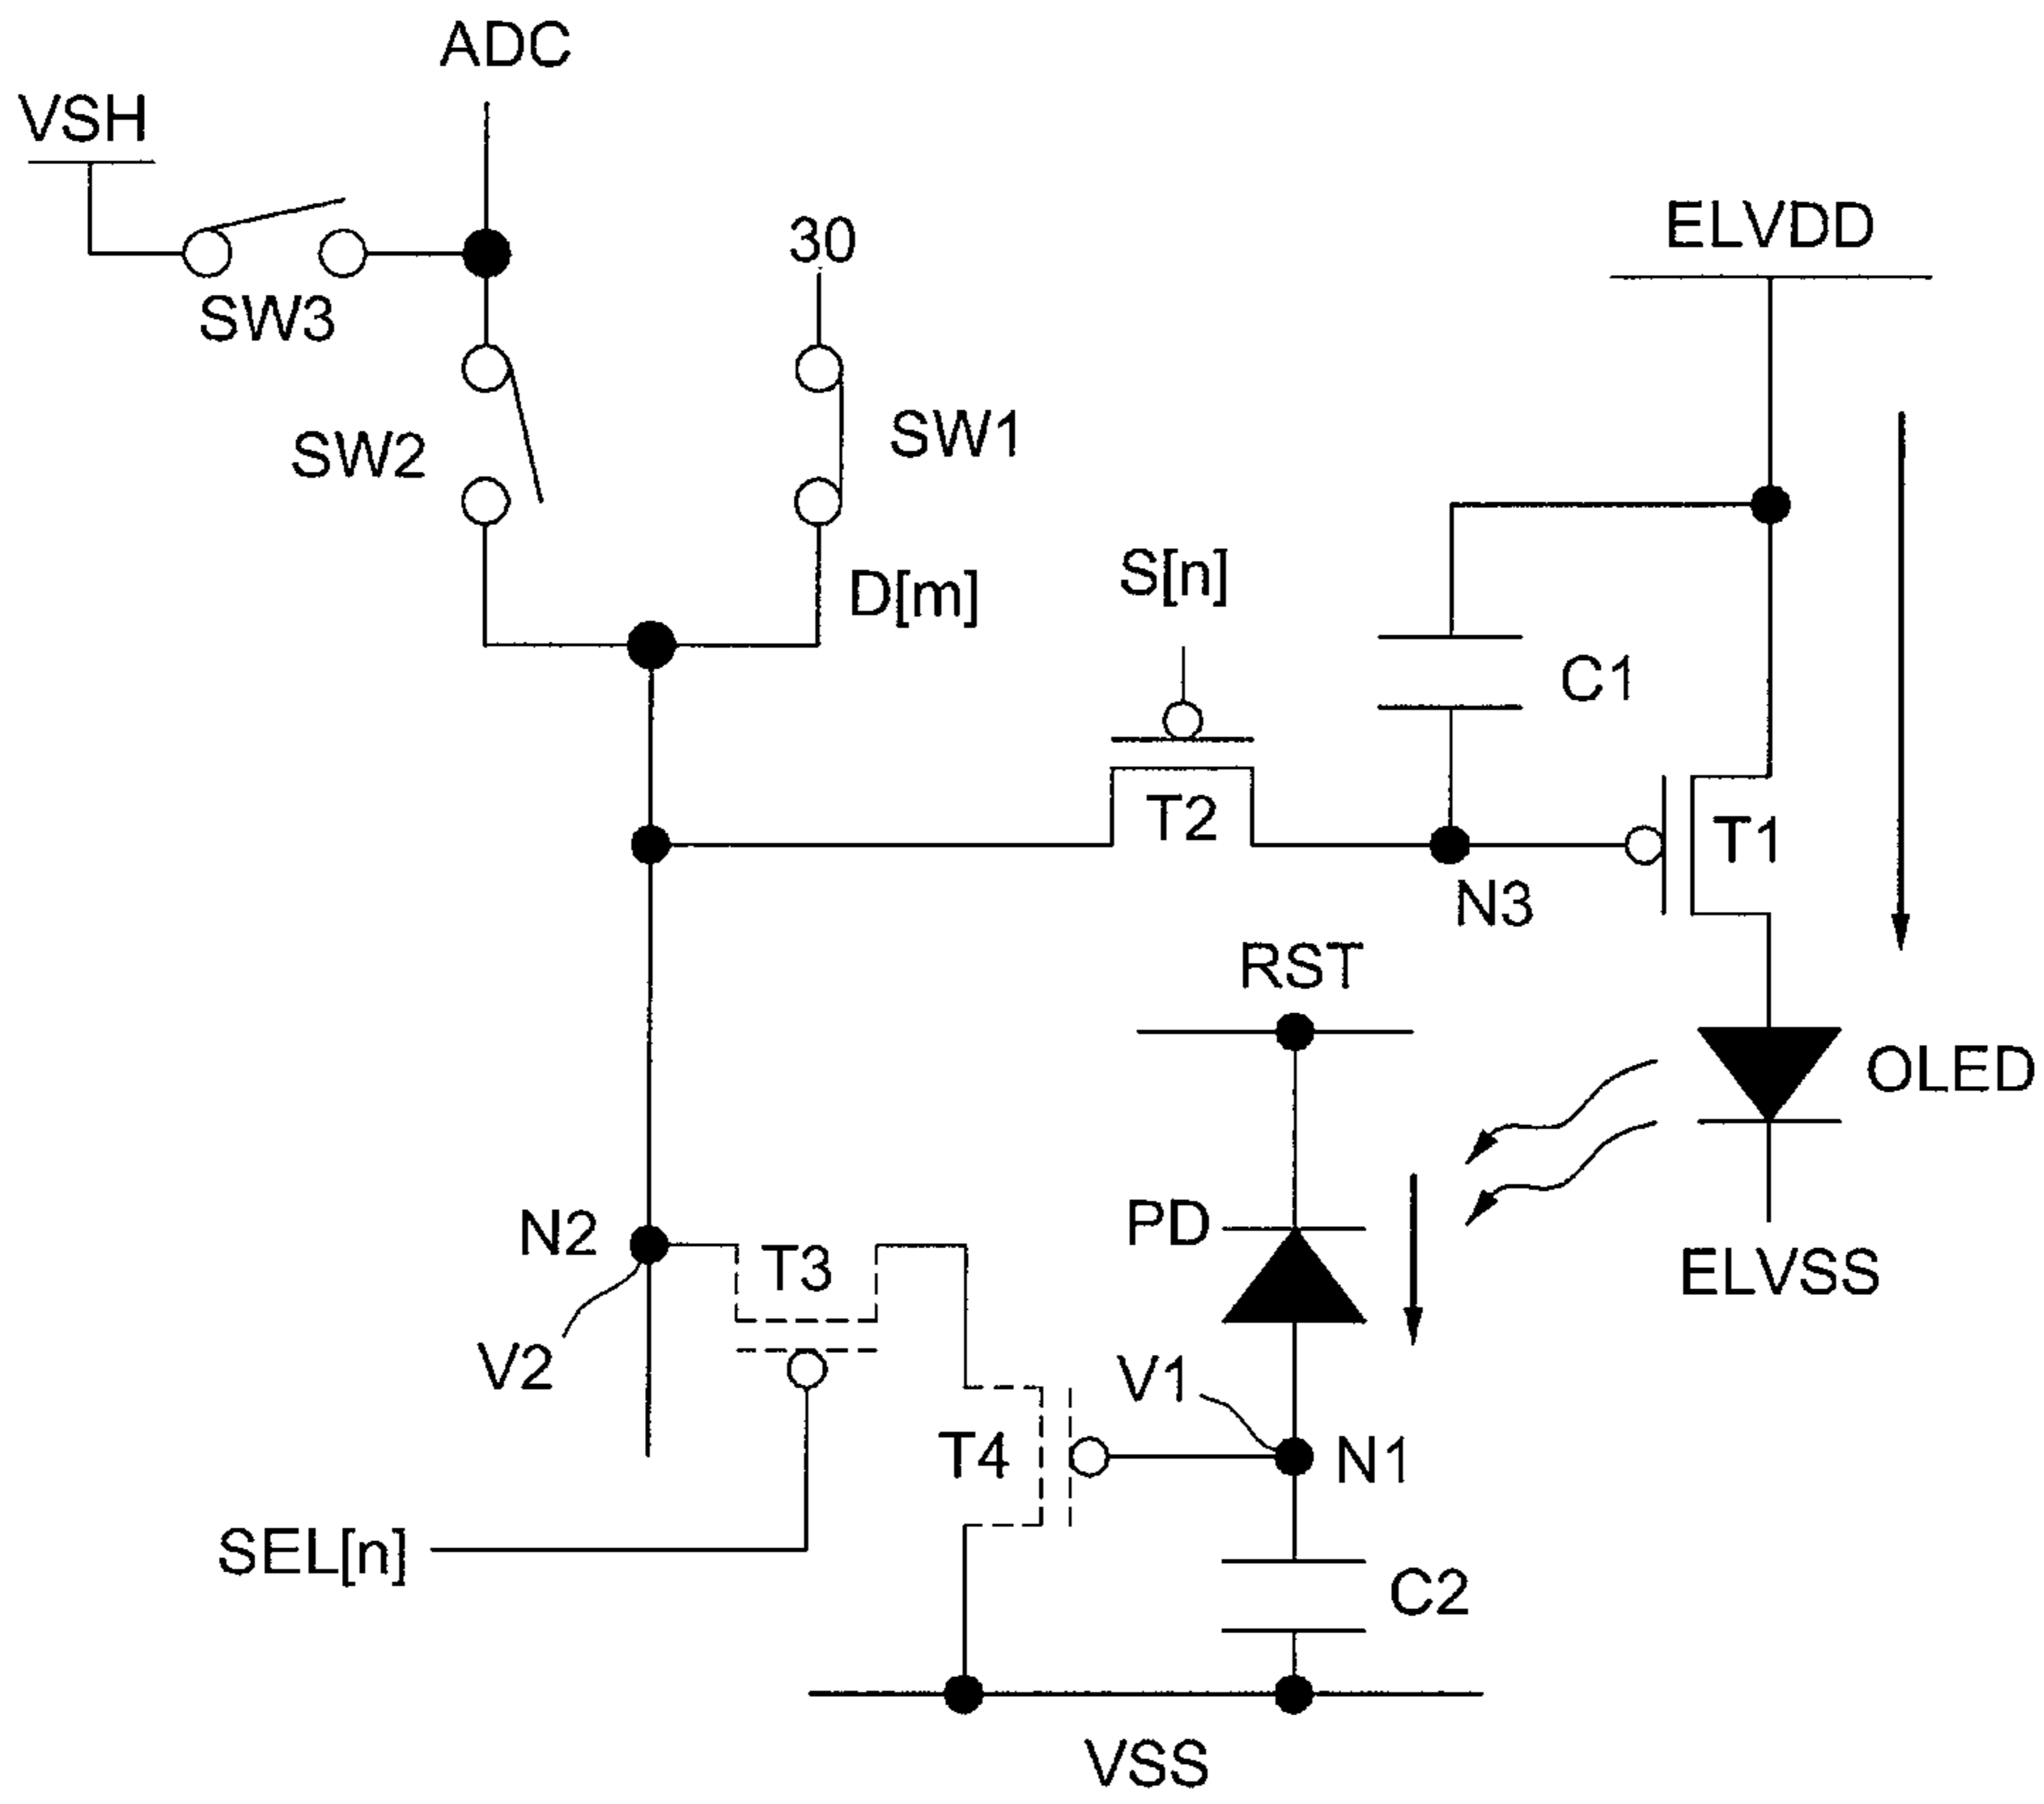 ADC
VSH
30
ELVDD
SW3
SW1
SW2
S[n]
D[m]
C1
T2
T1
N3
RST
OLED
PD
N2
T3
ELVSS
V2
V1
T4
N1
SEL[n]
C2
VSS